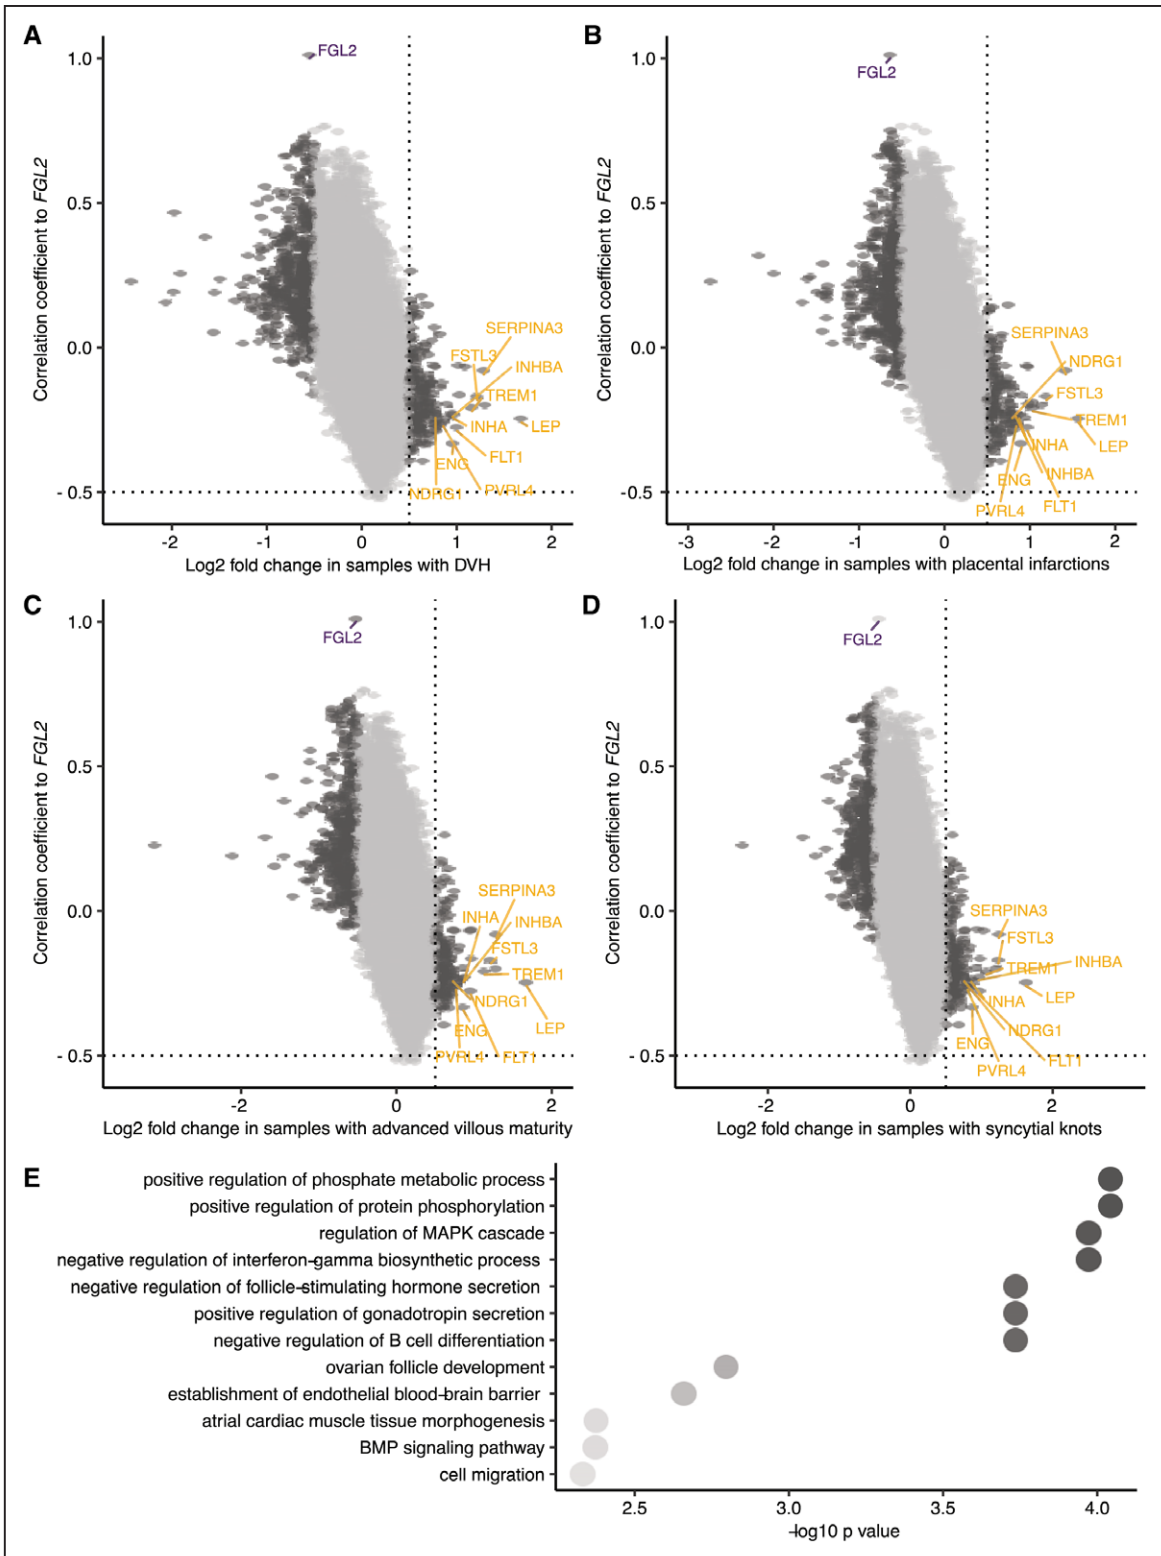 A
B
1.0
0.5
0.0
-0.5
Correlation coefficient to FGL2
FGL2
SERPINA3
FSTL3
INHBA
TREM1
INHA
LEP
ENG
FLT1
NDRG1
PVRL4
-2
-1
0
1
2
Log2 fold change in samples with DVH
1.0
0.5
0.0
-0.5
Correlation coefficient to FGL2
FGL2
SERPINA3
NDRG1
FSTL3
TREM1
INHA
LEP
ENG
INHBA
PVRL4
FLT1
-3
-2
-1
0
1
2
Log2 fold change in samples with placental infarctions
C
D
1.0
0.5
0.0
-0.5
Correlation coefficient to FGL2
FGL2
SERPINA3
INHA
INHBA
FSTL3
TREM1
NDRG1
ENG
LEP
PVRL4
FLT1
-2
0
2
Log2 fold change in samples with advanced villous maturity
1.0
0.5
0.0
-0.5
Correlation coefficient to FGL2
FGL2
SERPINA3
FSTL3
TREM1
INHBA
INHA
LEP
NDRG1
ENG
PVRL4
FLT1
-2
0
2
Log2 fold change in samples with syncytial knots
E
positive regulation of phosphate metabolic process
positive regulation of protein phosphorylation
regulation of MAPK cascade
negative regulation of interferon-gamma biosynthetic process
negative regulation of follicle-stimulating hormone secretion
positive regulation of gonadotropin secretion
negative regulation of B cell differentiation
ovarian follicle development
establishment of endothelial blood-brain barrier
atrial cardiac muscle tissue morphogenesis
BMP signaling pathway
cell migration
2.5
3.0
3.5
4.0
-log10 p value